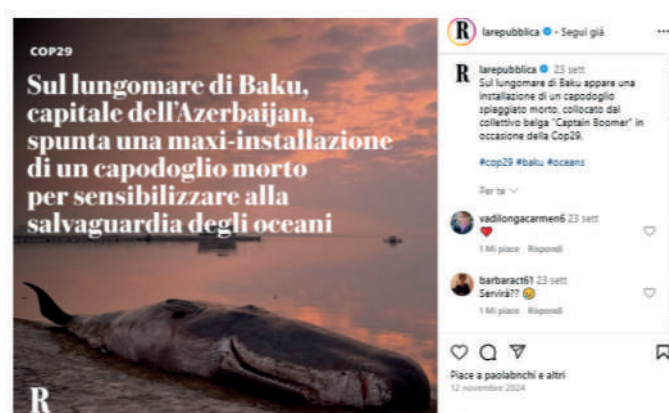 COP29
Sul lungomare di Baku,
capitale dell'Azerbaijan,
spunta una maxi-installazione
di un capodoglio morto
per sensibilizzare alla
salvaguardia degli oceani
R
R larepubblica • Segui già
R larepubblica 23 sett
Sul lungomare di Baku appare una
installazione di un capodoglio
spiaggiato morto, collocato dal
collettivo belga "Captain Boomer" in
occasione della Cop29.
#cop29 #baku #oceans
Per te
vadilongacarmen6 23 sett
1 Mi piace Rispondi
barbaract61 23 sett
Servirà??
1 Mi piace Rispondi
Piace a paolabnchi e altri
12 novembre 2024